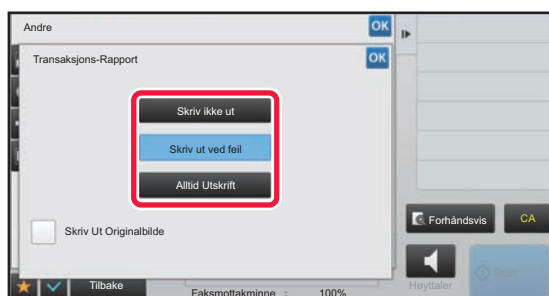 Andre
OK
Transaksjons-Rapport
OK
Skriv ikke ut
Skriv ut ved feil
Alltid Utskrift
Skriv Ut Originalbilde
Forhåndsvis
CA
Tilbake
Faksmottakminne : 100%
Høyttaler
Start